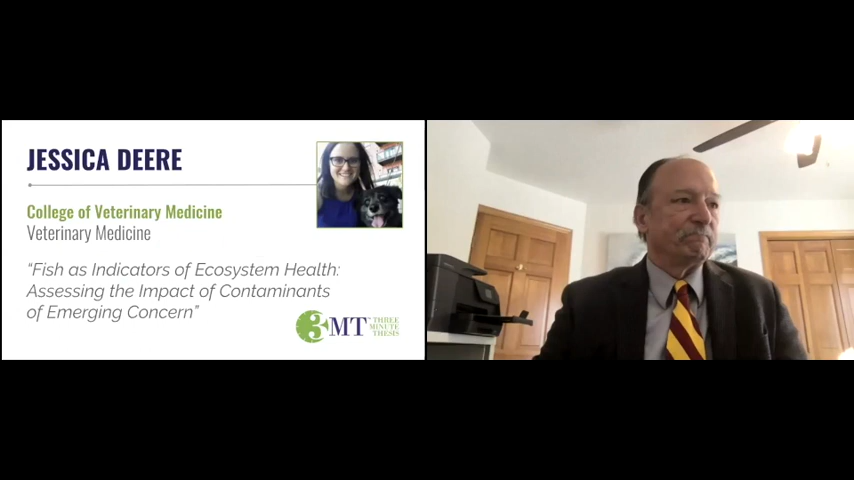 JESSICA DEERE
College of Veterinary Medicine
Veterinary Medicine
“Fish as Indicators of Ecosystem Health:
Assessing the Impact of Contaminants
of Emerging Concern”
3MT™ THREE
MINUTE
THESIS